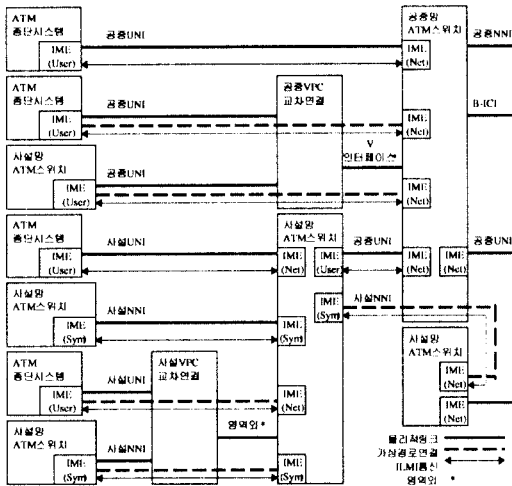 ATM
종단시스템
IME
(User)
공중UNI
공중망
ATM스위치
IME
(Net)
공중NNI
ATM
종단시스템
IME
(User)
공중UNI
공중VPC
교차연결
IME
(Net)
B-ICI
V
인터페이션
사설망
ATM스위치
IME
(User)
공중UNI
IME
(Net)
ATM
종단시스템
IME
(User)
사설UNI
사설망
ATM스위치
IME
(Net)
IME
(User)
공중UNI
IME
(Net)
IME
(Net)
공중UNI
사설망
ATM스위치
IME
(Sym)
사설NNI
IME
(Sym)
IME
(Sym)
사설NNI
ATM
종단시스템
IME
(User)
사설UNI
사설VPC
교차연결
IME
(Net)
사설망
ATM스위치
IME
(Net)
IME
(Net)
영역외*
사설망
ATM스위치
IME
(Sym)
사설NNI
IME
(Sym)
물리적링크
가상경로연결
ILMI통신
영역외 *